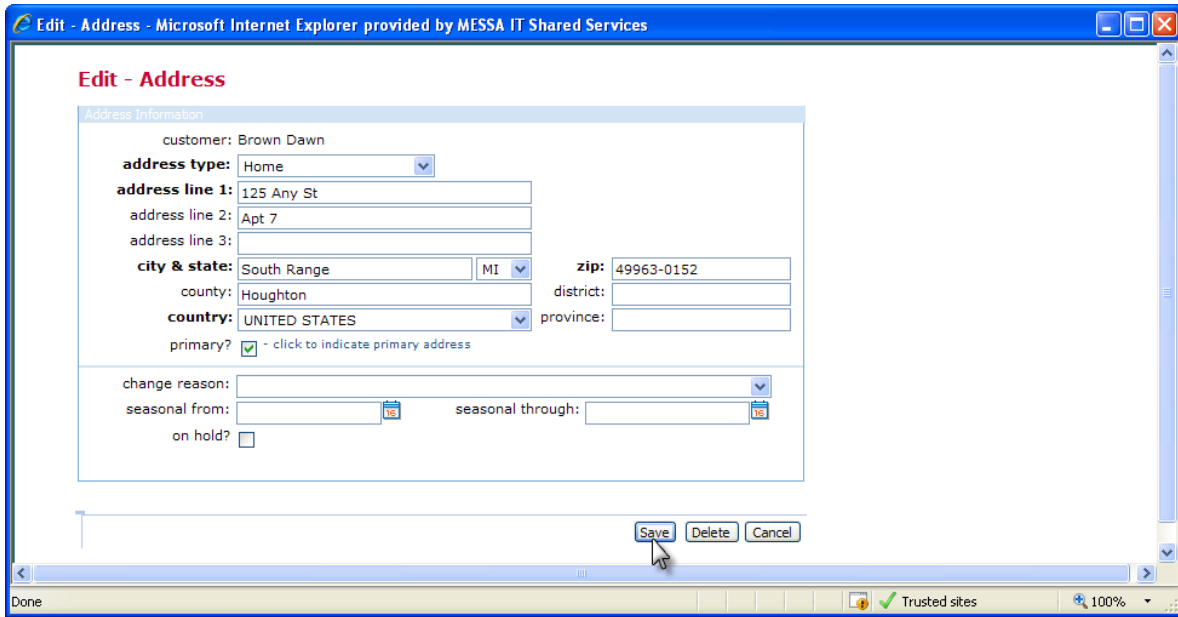 Edit - Address - Microsoft Internet Explorer provided by MESSA IT Shared Services
Edit - Address
Address Information
customer: Brown Dawn
address type: Home
address line 1: 125 Any St
address line 2: Apt 7
address line 3:
city & state: South Range MI zip: 49963-0152
county: Houghton district:
country: UNITED STATES province:
primary? - click to indicate primary address
change reason:
seasonal from: 16 seasonal through: 16
on hold?
Save Delete Cancel
Done Trusted sites 100%